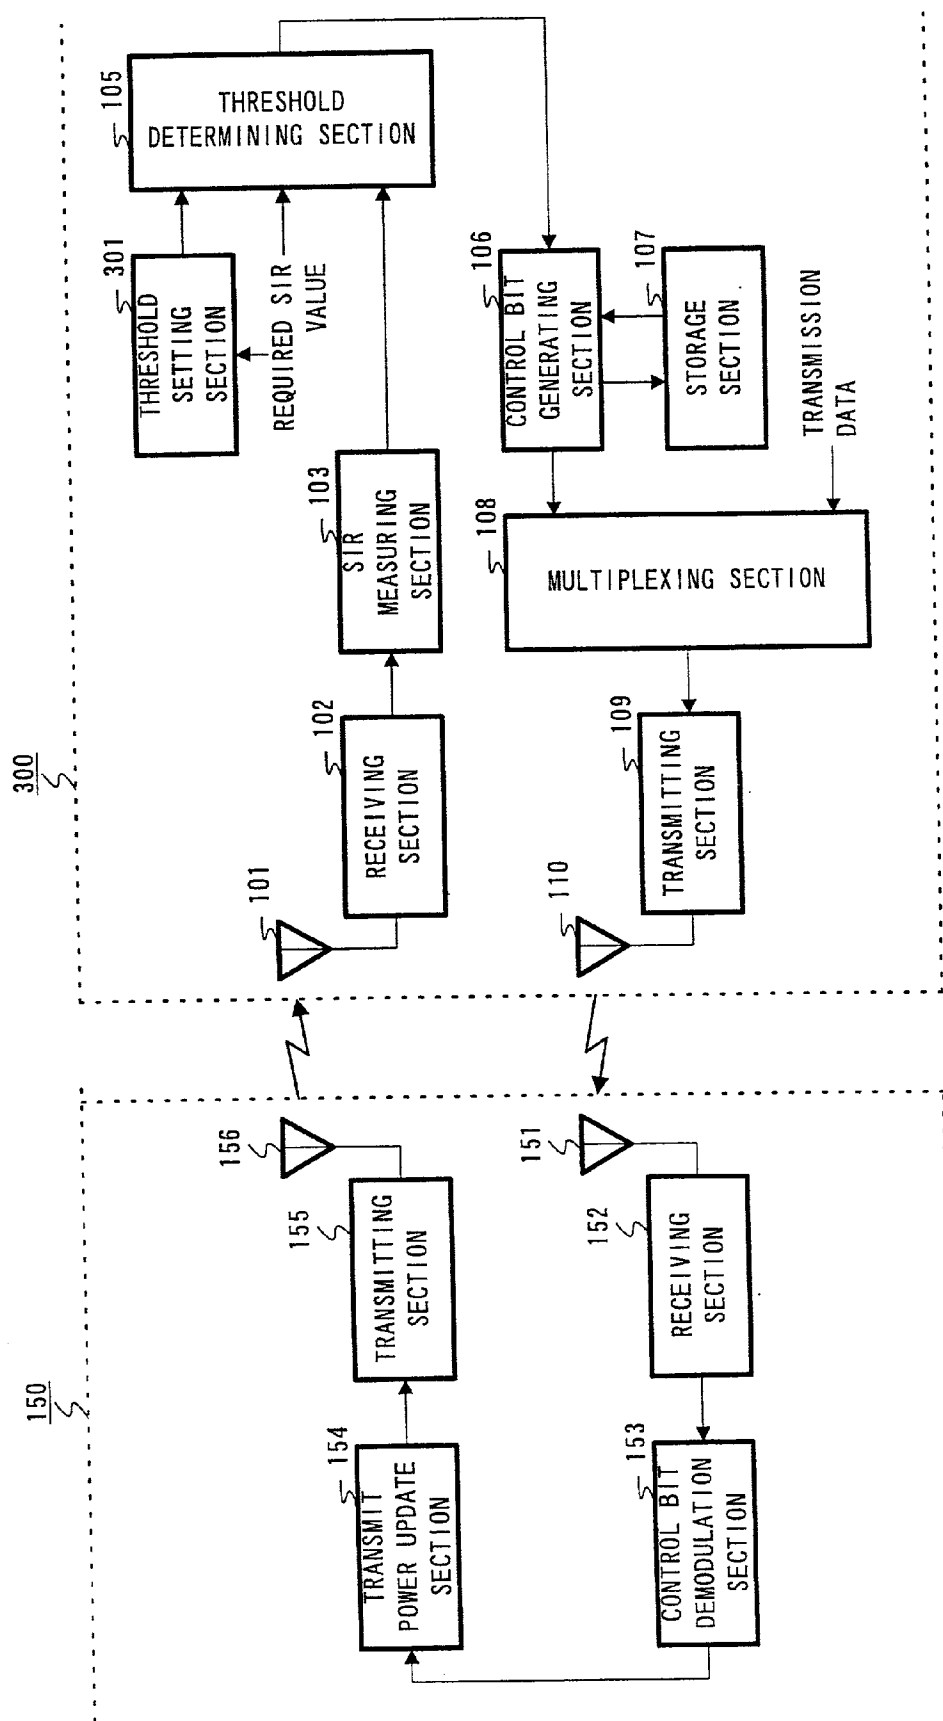 150
154
TRANSMIT
POWER UPDATE
SECTION
155
TRANSMITTING
SECTION
156
153
CONTROL BIT
DEMODULATION
SECTION
152
RECEIVING
SECTION
151
300
101
102
RECEIVING
SECTION
103
SIR
MEASURING
SECTION
301
THRESHOLD
SETTING
SECTION
REQUIRED SIR
VALUE
105
THRESHOLD
DETERMINING SECTION
110
109
TRANSMITTING
SECTION
108
MULTIPLEXING SECTION
106
CONTROL BIT
GENERATING
SECTION
107
STORAGE
SECTION
TRANSMISSION
DATA